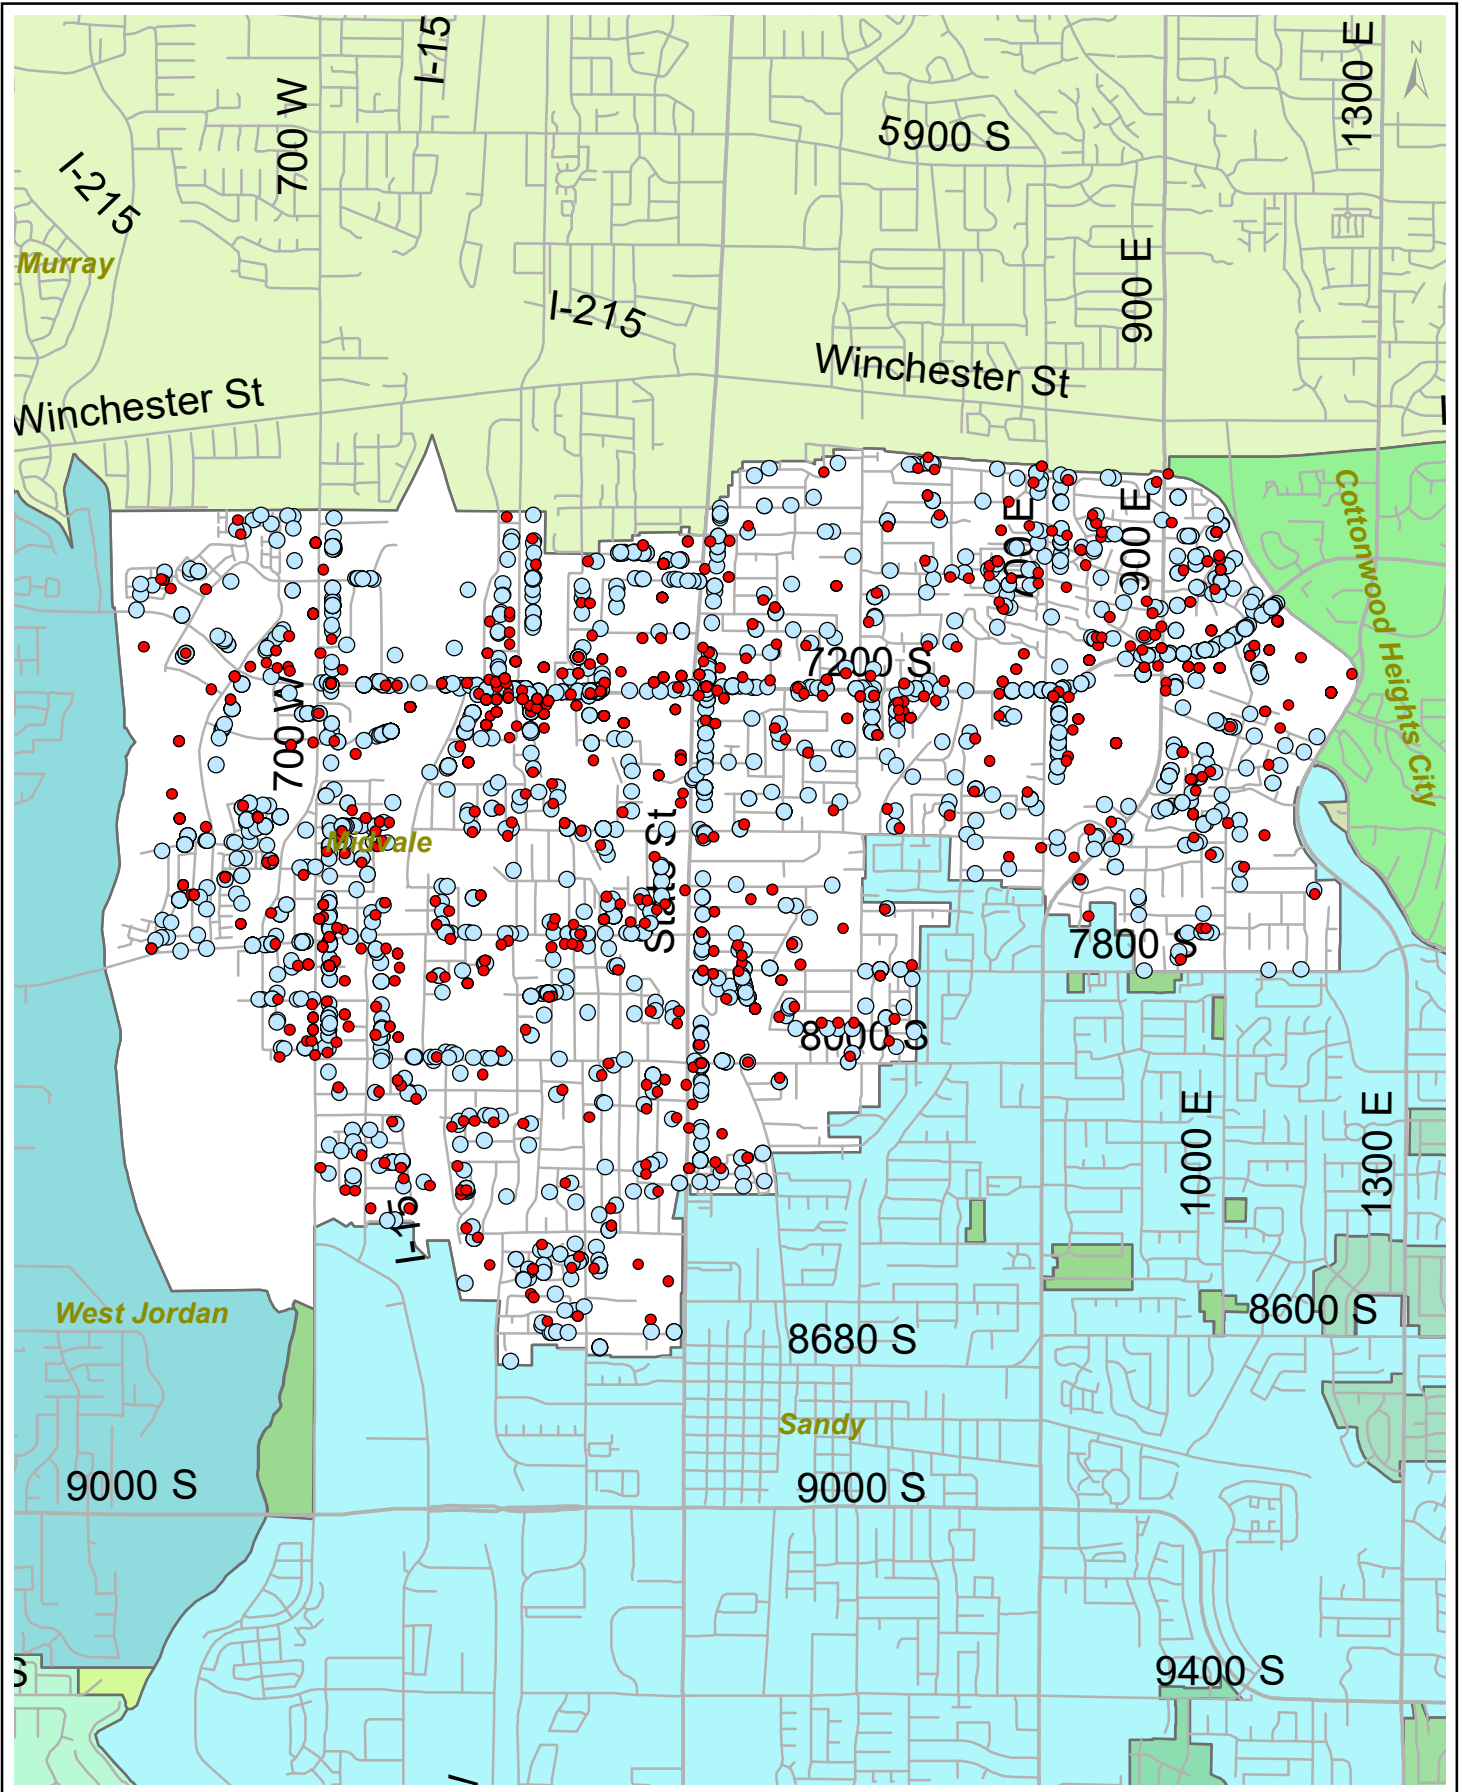 I-15
1300 E
N
700 W
5900 S
I-215
Murray
900 E
I-215
Winchester St
Winchester St
Cottonwood Heights City
900 E
7200 S
700 W
Midvale
State St
7800 S
8000 S
1000 E
1300 E
I-15
West Jordan
8600 S
8680 S
Sandy
9000 S
9000 S
9400 S
S